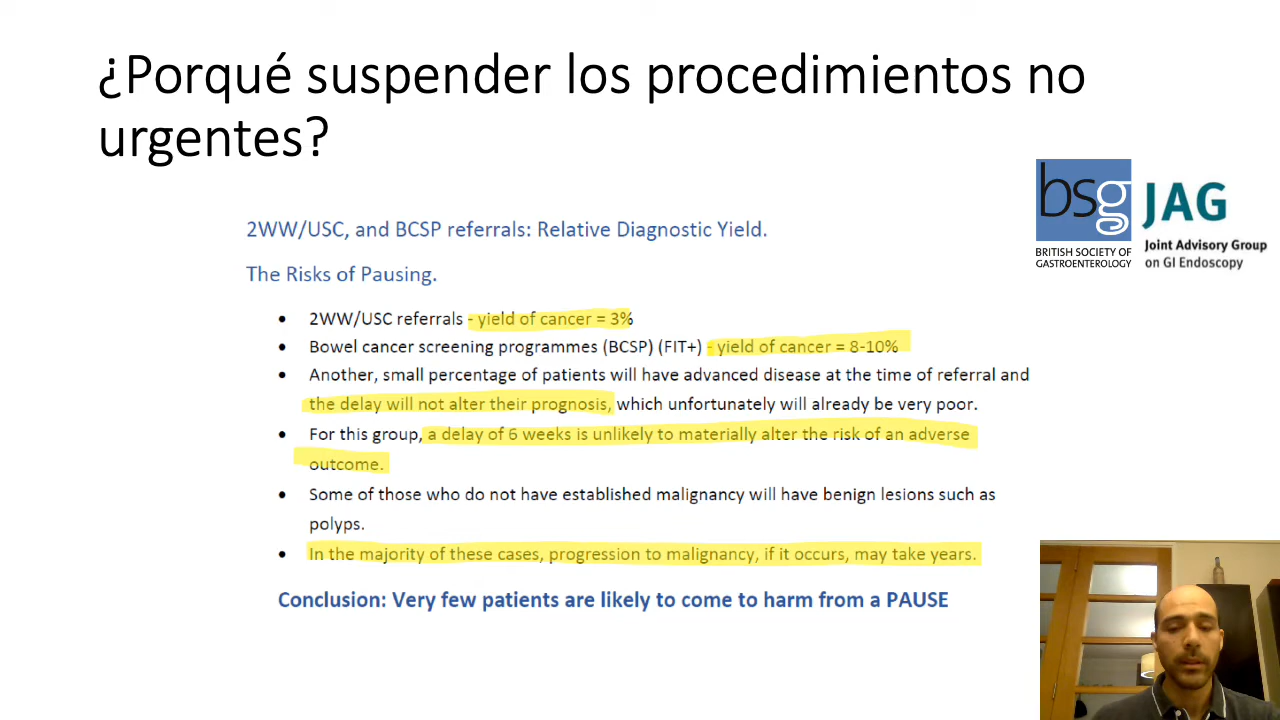 ¿Porqué suspender los procedimientos no
urgentes?
bsg
BRITISH SOCIETY OF
GASTROENTEROLOGY
JAG
Joint Advisory Group
on GI Endoscopy
2WW/USC, and BCSP referrals: Relative Diagnostic Yield.
The Risks of Pausing.
• 2WW/USC referrals - yield of cancer = 3%
• Bowel cancer screening programmes (BCSP) (FIT+) - yield of cancer = 8-10%
• Another, small percentage of patients will have advanced disease at the time of referral and
the delay will not alter their prognosis, which unfortunately will already be very poor.
• For this group, a delay of 6 weeks is unlikely to materially alter the risk of an adverse
outcome.
• Some of those who do not have established malignancy will have benign lesions such as
polyps.
• In the majority of these cases, progression to malignancy, if it occurs, may take years.
Conclusion: Very few patients are likely to come to harm from a PAUSE